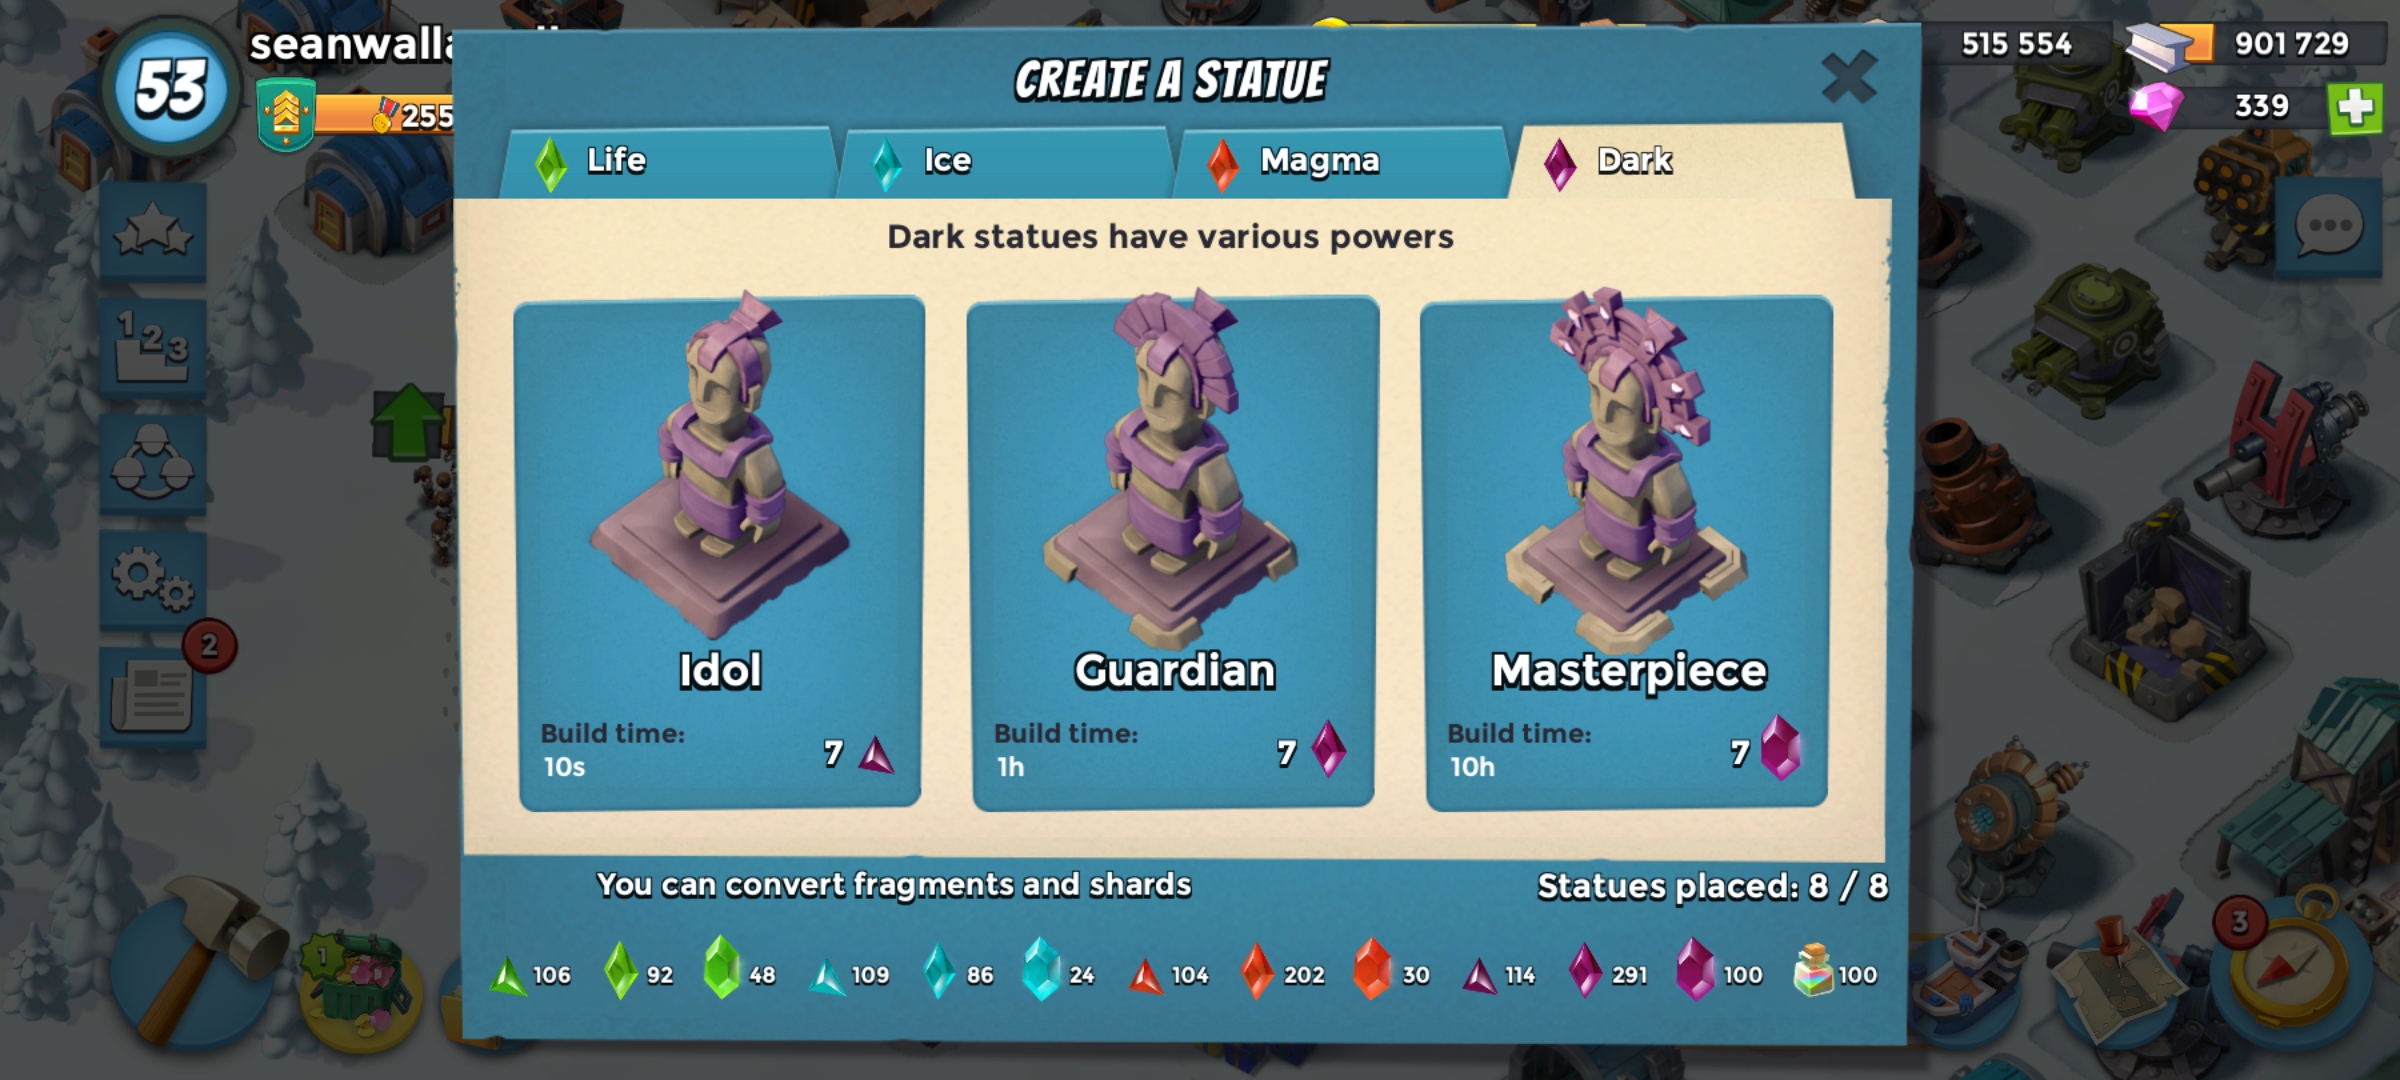 53
255
515 554
901 729
339
CREATE A STATUE
Life
Ice
Magma
Dark
Dark statues have various powers
Idol
Build time:
10s
7
Guardian
Build time:
1h
7
Masterpiece
Build time:
10h
7
You can convert fragments and shards
Statues placed: 8 / 8
106 92 48 109 86 24 104 202 30 114 291 100 100
1 2 3
2
1
3